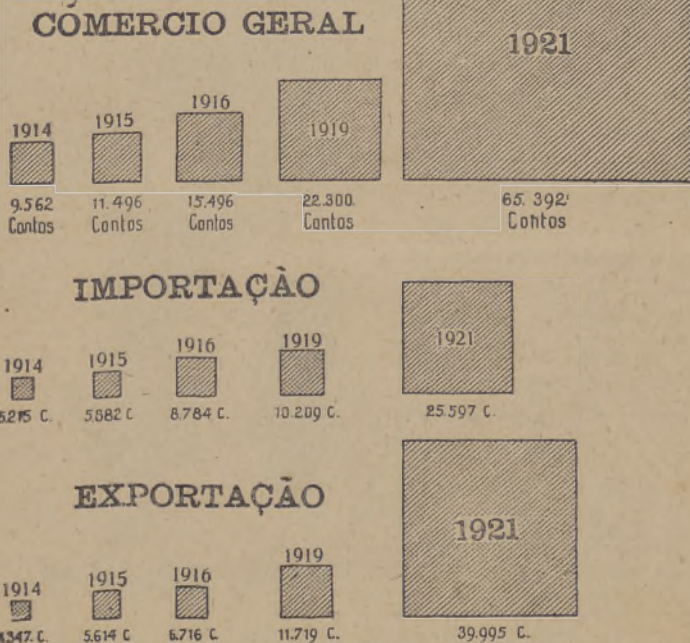 COMERCIO GERAL
1914 1915 1916 1919 1921
9.562 11.496 15.496 22.300 65.392
Contos Contos Contos Contos Contos
IMPORTAÇÃO
1914 1915 1916 1919 1921
5.215 C. 5.882 C 8.784 C. 10.209 C. 25.597 C.
EXPORTAÇÃO
1914 1915 1916 1919 1921
347. C. 5.614 C 6.716 C. 11.719 C. 39.995 C.